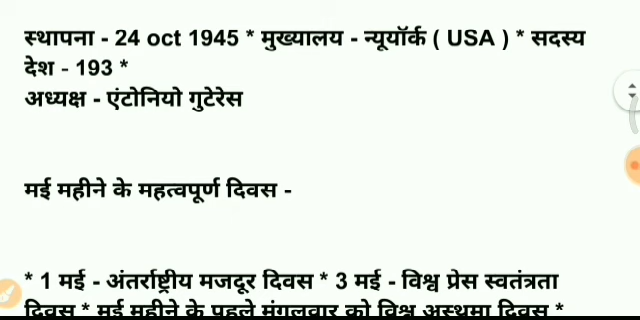 स्थापना - 24 oct 1945 * मुख्यालय - न्यूयॉर्क ( USA ) * सदस्य
देश - 193 *
अध्यक्ष - एंटोनियो गुटेरेस
मई महीने के महत्वपूर्ण दिवस -
* 1 मई - अंतर्राष्ट्रीय मजदूर दिवस * 3 मई - विश्व प्रेस स्वतंत्रता
दिवस * मई महीने के पहले मंगलवार को विश्व अस्थमा दिवस *